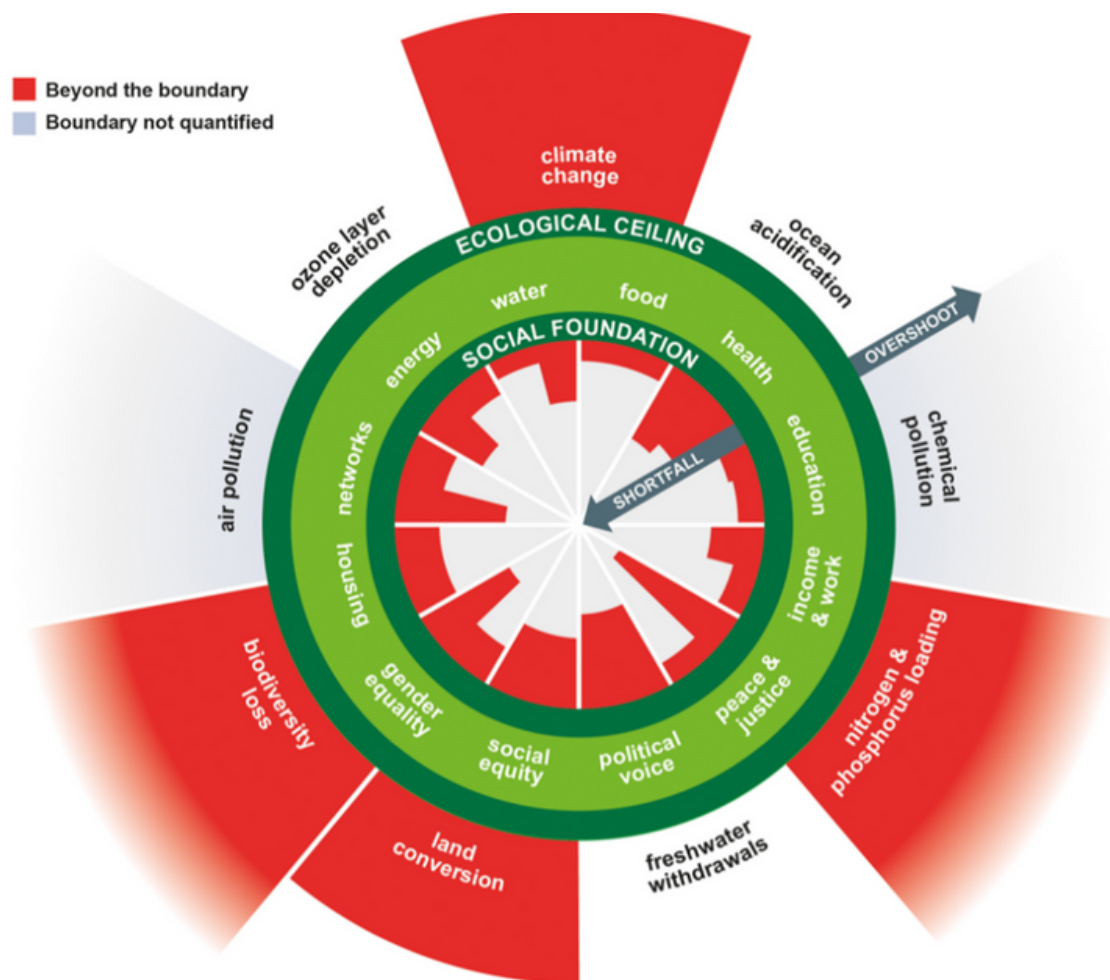 Beyond the boundary
Boundary not quantified
climate
change
ozone layer
depletion
ocean
acidification
ECOLOGICAL CEILING
water
food
energy
health
SOCIAL FOUNDATION
OVERSHOOT
SHORTFALL
networks
education
air pollution
chemical
pollution
housing
income
& work
gender
equality
peace &
justice
social
equity
political
voice
biodiversity
loss
nitrogen &
phosphorus loading
land
conversion
freshwater
withdrawals